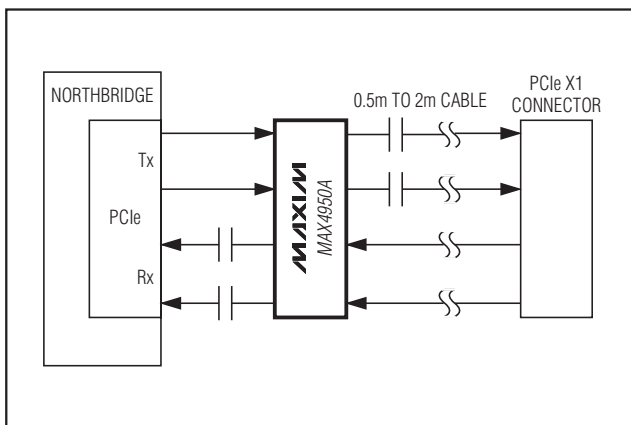 NORTHBRIDGE
PCIe
Tx
Rx
MAXIM
MAX4950A
0.5m TO 2m CABLE
PCIe X1
CONNECTOR